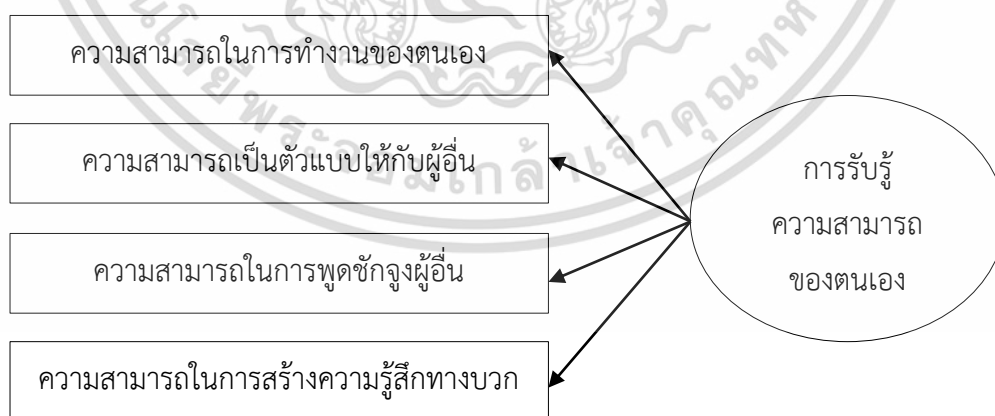 ความสามารถในการทำงานของตนเอง
ความสามารถเป็นตัวแบบให้กับผู้อื่น
ความสามารถในการพูดชักจูงผู้อื่น
ความสามารถในการสร้างความรู้สึกทางบวก
การรับรู้
ความสามารถ
ของตนเอง